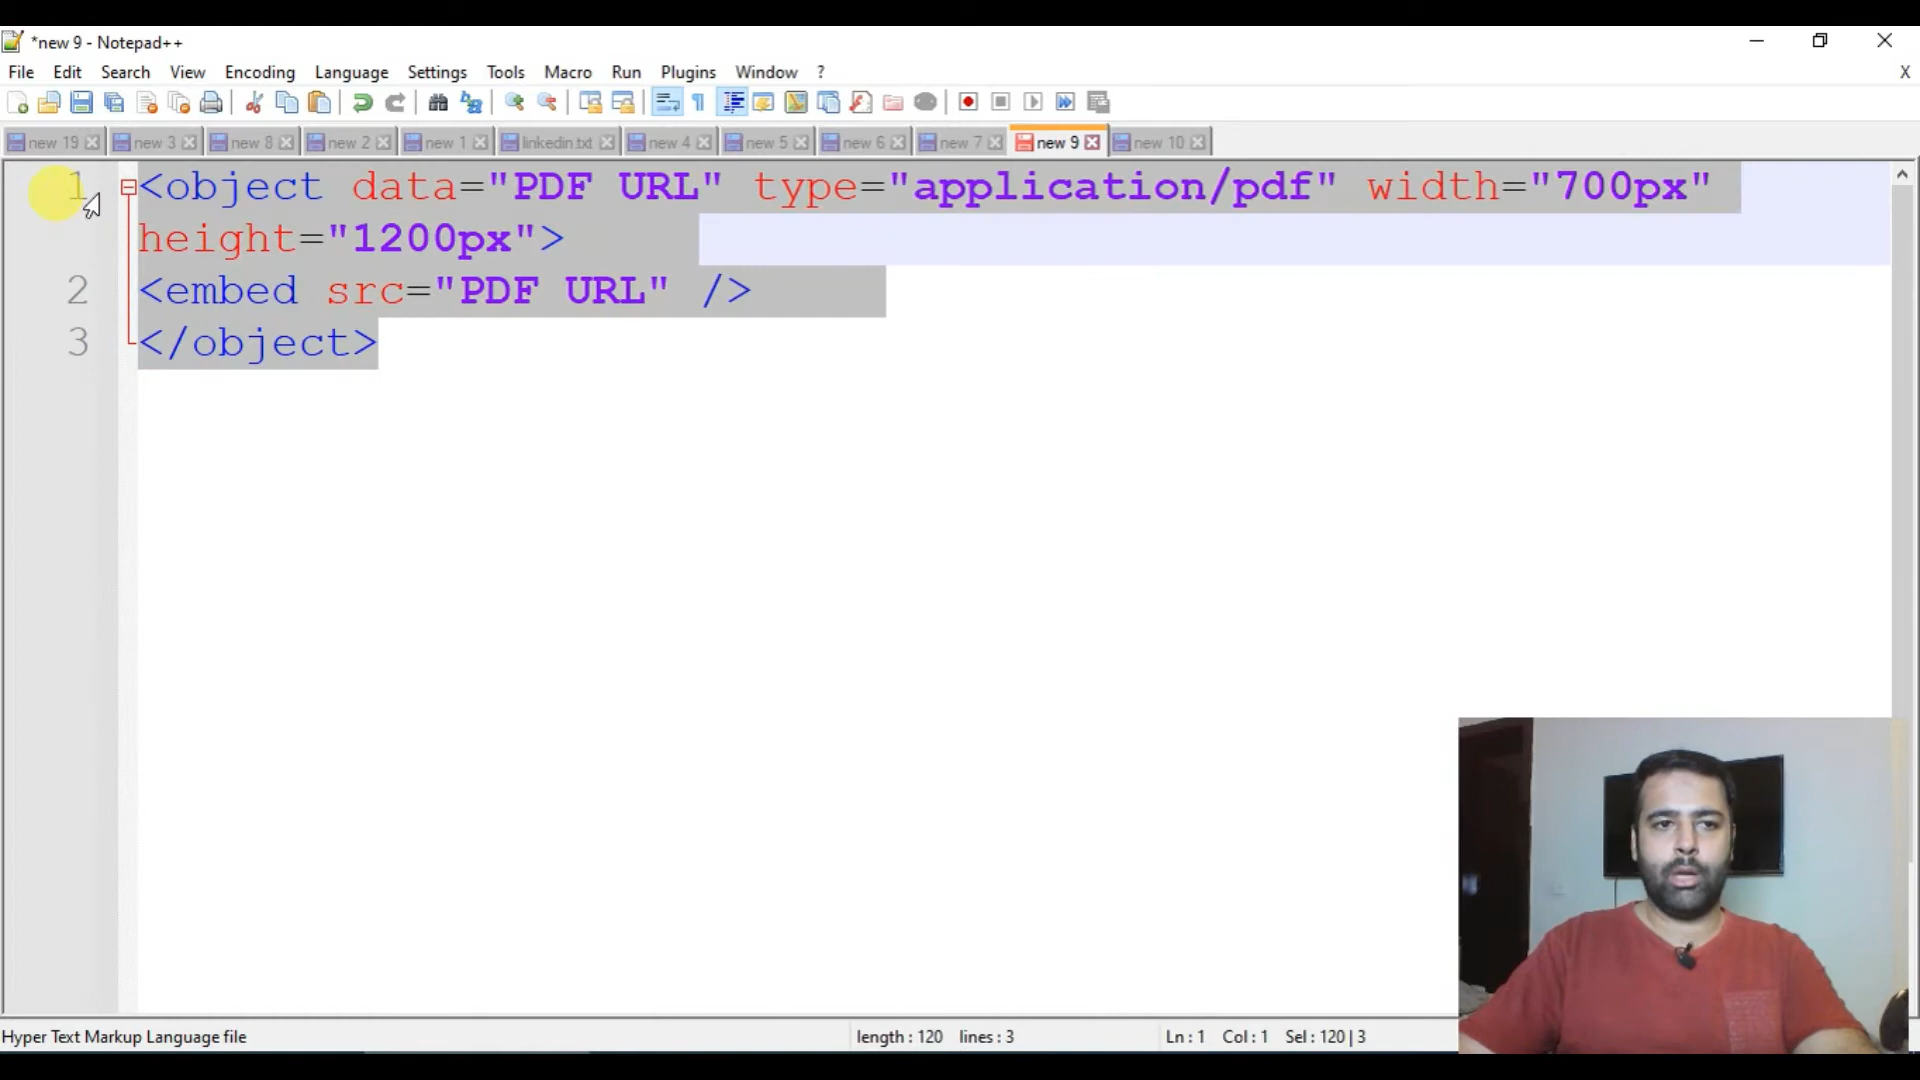 *new 9 - Notepad++
File Edit Search View Encoding Language Settings Tools Macro Run Plugins Window ? X
new 19 new 3 new 8 new 2 new 1 linkedin.txt new 4 new 5 new 6 new 7 new 9 new 10
1 <object data="PDF URL" type="application/pdf" width="700px"
height="1200px">
2 <embed src="PDF URL" />
3 </object>
Hyper Text Markup Language file length : 120 lines : 3 Ln : 1 Col : 1 Sel : 120 | 3